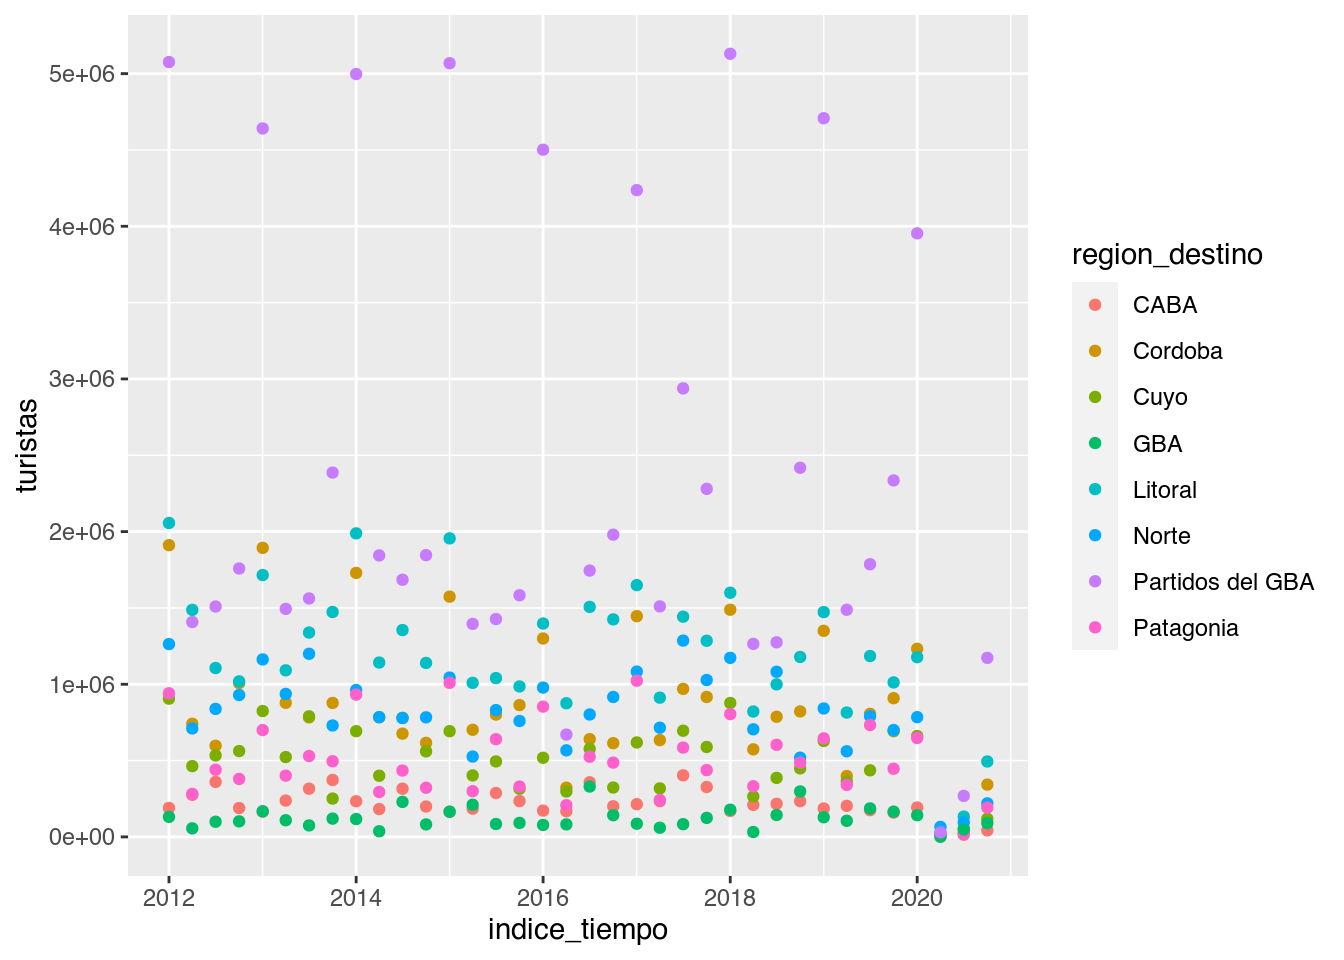 5e+06
4e+06
3e+06
2e+06
1e+06
0e+00
turistas
2012 2014 2016 2018 2020
indice_tiempo
region_destino
CABA
Cordoba
Cuyo
GBA
Litoral
Norte
Partidos del GBA
Patagonia